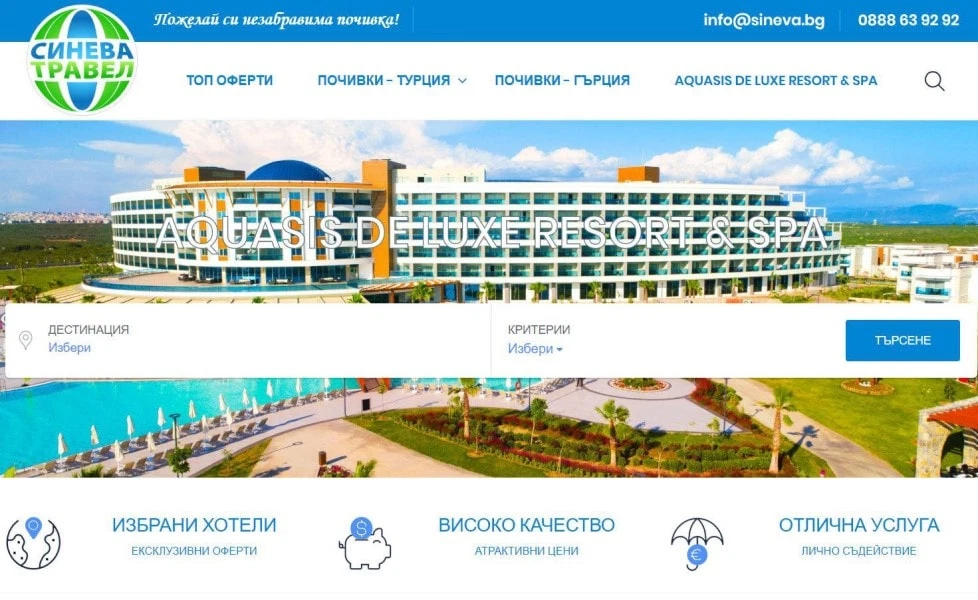 Пожелай си незабравима почивка!
info@sineva.bg
0888 63 92 92
СИНЕВА
ТРАВЕЛ
ТОП ОФЕРТИ
ПОЧИВКИ – ТУРЦИЯ
ПОЧИВКИ – ГЪРЦИЯ
AQUASIS DE LUXE RESORT & SPA
AQUASIS DE LUXE RESORT & SPA
ДЕСТИНАЦИЯ
Избери
КРИТЕРИИ
Избери
ТЪРСЕНЕ
ИЗБРАНИ ХОТЕЛИ
ЕКСКЛУЗИВНИ ОФЕРТИ
ВИСОКО КАЧЕСТВО
АТРАКТИВНИ ЦЕНИ
ОТЛИЧНА УСЛУГА
ЛИЧНО СЪДЕЙСТВИЕ